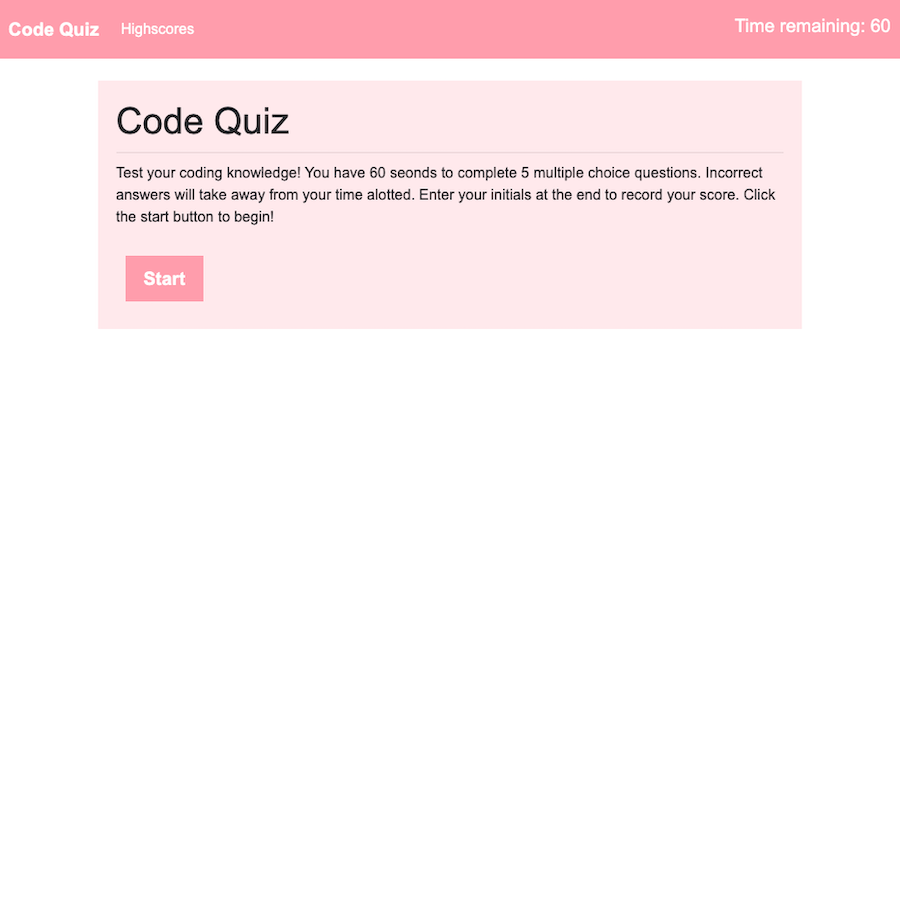 Code Quiz Highscores Time remaining: 60
Code Quiz
Test your coding knowledge! You have 60 seonds to complete 5 multiple choice questions. Incorrect
answers will take away from your time alotted. Enter your initials at the end to record your score. Click
the start button to begin!
Start